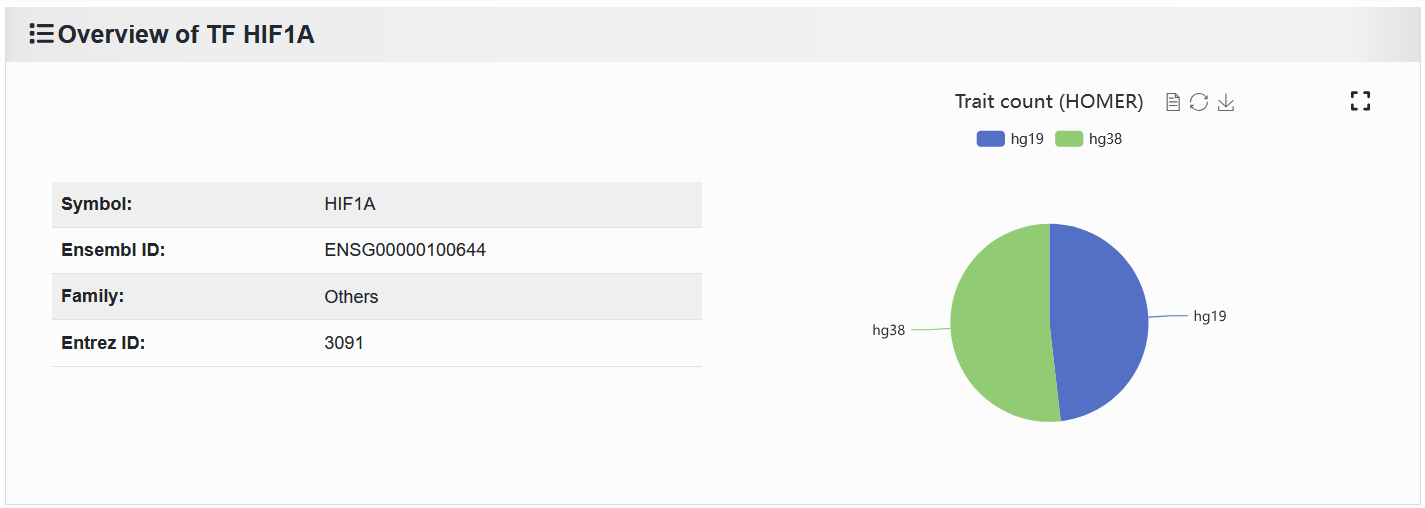 Overview of TF HIF1A
Trait count (HOMER)
hg19 hg38
Symbol: HIF1A
Ensembl ID: ENSG00000100644
Family: Others
Entrez ID: 3091
hg19
hg38